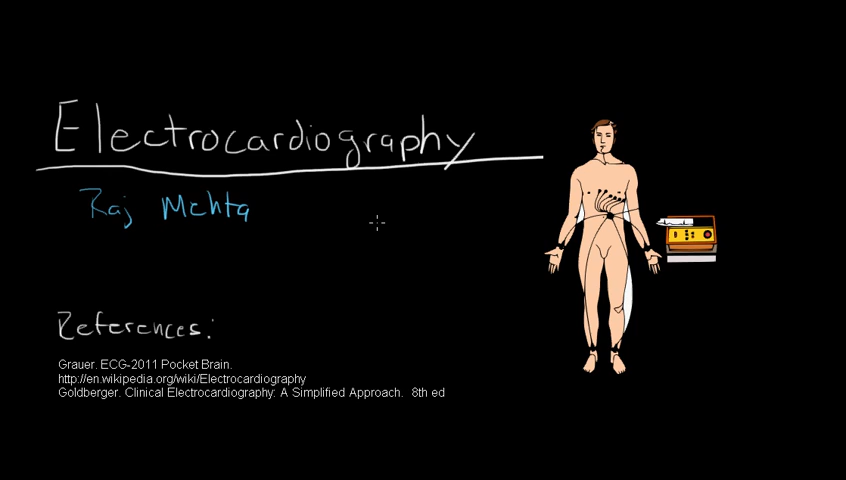 Electrocardiography
Raj Mehta
References:
Grauer. ECG-2011 Pocket Brain.
http://en.wikipedia.org/wiki/Electrocardiography
Goldberger. Clinical Electrocardiography: A Simplified Approach. 8th ed